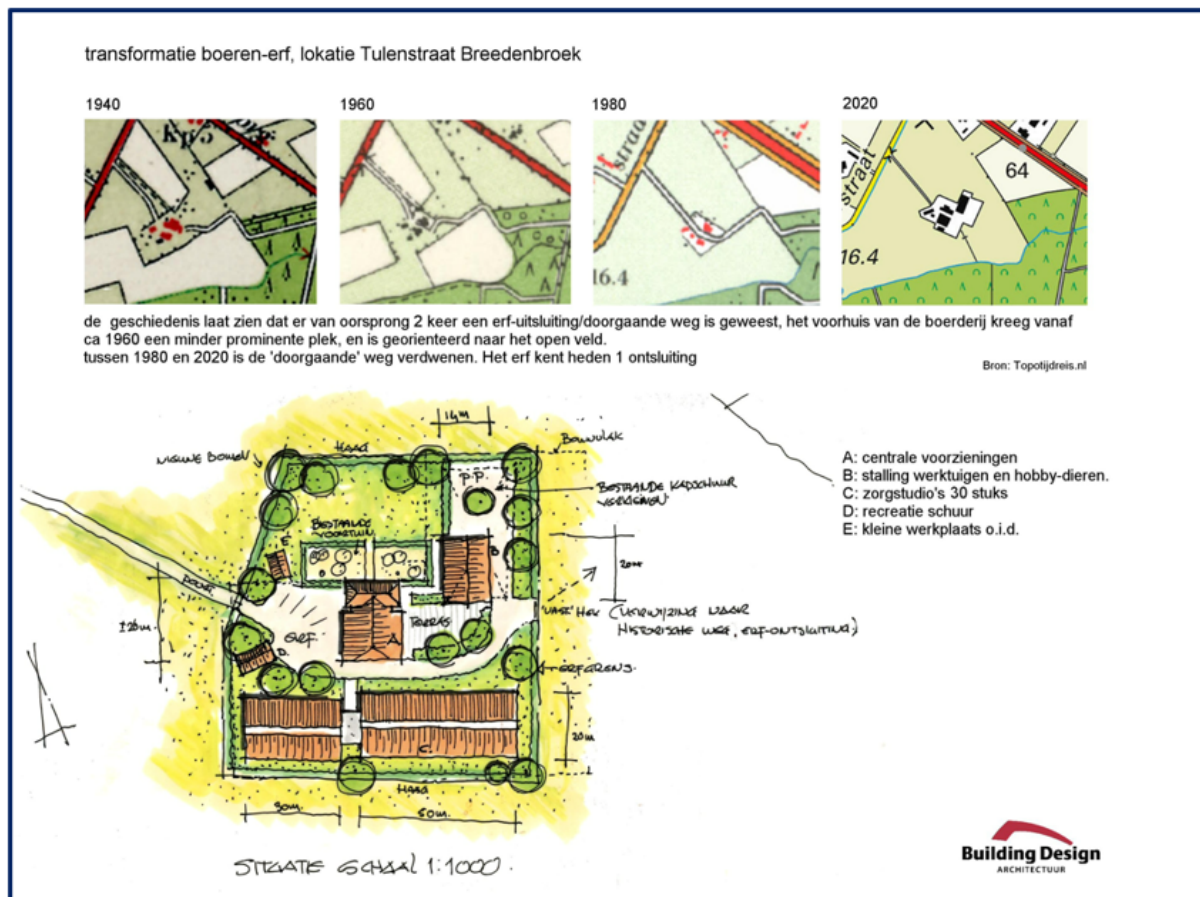 transformatie boeren-erf, lokatie Tulenstraat Breedenbroek
1940
1960
1980
2020
straat
16.4
straat
64
16.4
de geschiedenis laat zien dat er van oorsprong 2 keer een erf-uitsluiting/doorgaande weg is geweest, het voorhuis van de boerderij kreeg vanaf
ca 1960 een minder prominente plek, en is georienteerd naar het open veld.
tussen 1980 en 2020 is de 'doorgaande' weg verdwenen. Het erf kent heden 1 ontsluiting
Bron: Topotijdreis.nl
14m
NIEUWE BOMEN
HAAG
BOUWVLAK
P.P.
BESTAANDE KAPSCHUUR
VERLENGEN
BESTAANDE
VOORTUIN
E
B
20m
POORT
'VAST' HEK (VERWIJZING NAAR
HISTORISCHE WEG, ERF-ONTSLUITING)
ERF
A
TERRAS
D.
ERFGRENS.
20m
C
HAAG
30m.
50m.
SITUATIE SCHAAL 1:1000.
A: centrale voorzieningen
B: stalling werktuigen en hobby-dieren.
C: zorgstudio's 30 stuks
D: recreatie schuur
E: kleine werkplaats o.i.d.
Building Design
ARCHITECTUUR